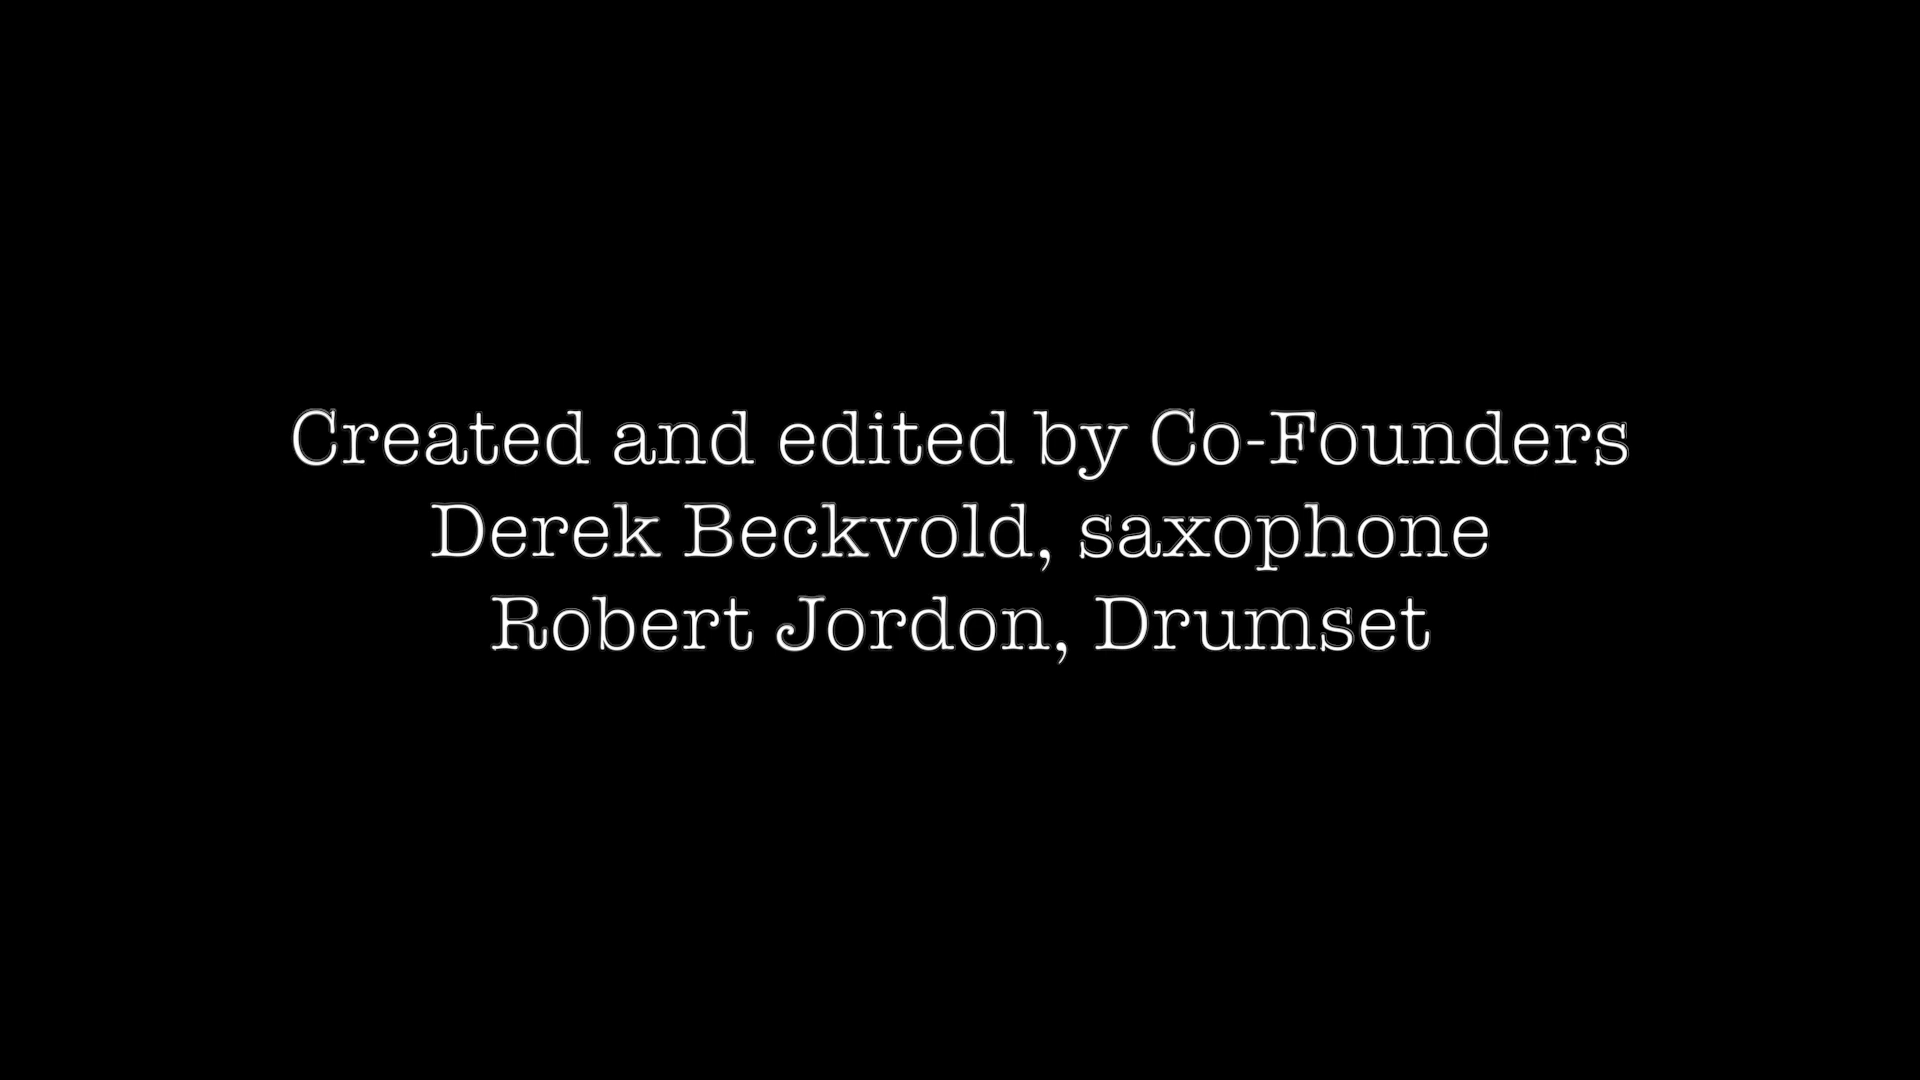 Created and edited by Co-Founders
Derek Beckvold, saxophone
Robert Jordon, Drumset